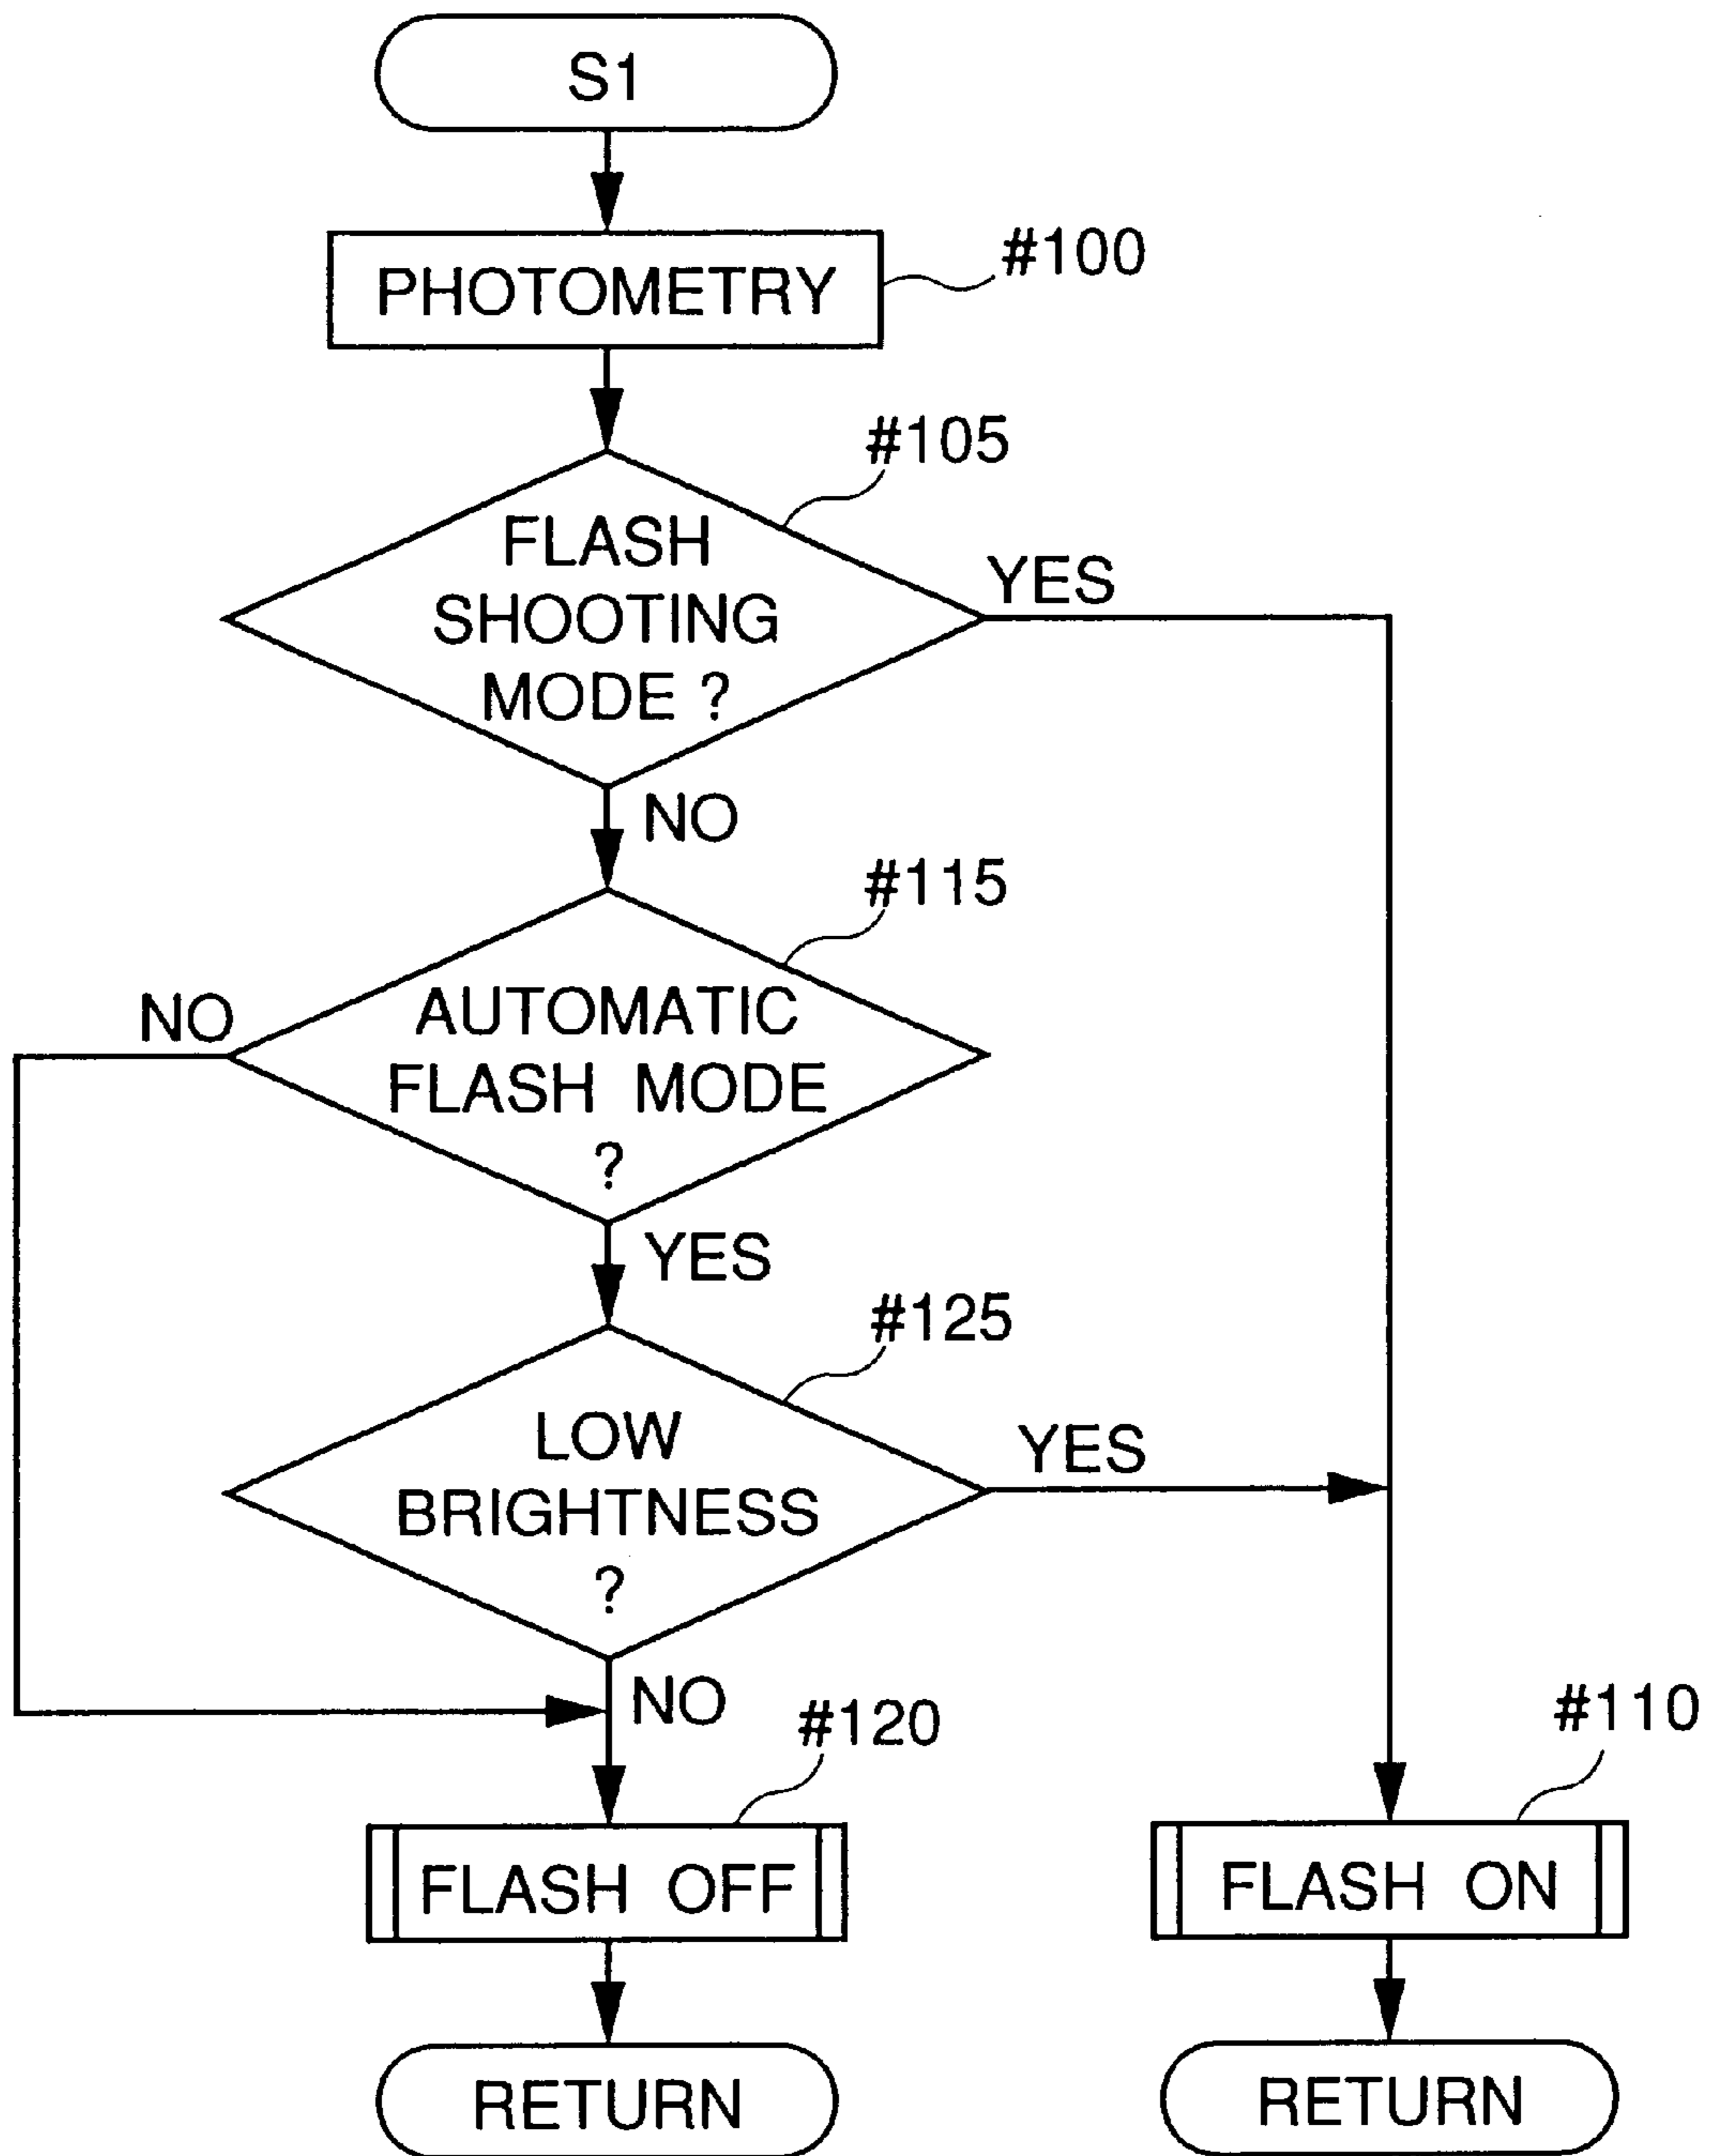 S1
PHOTOMETRY
#100
#105
FLASH
SHOOTING
MODE ?
YES
NO
#115
AUTOMATIC
FLASH MODE
?
NO
YES
#125
LOW
BRIGHTNESS
?
YES
NO
#120
#110
FLASH OFF
FLASH ON
RETURN
RETURN